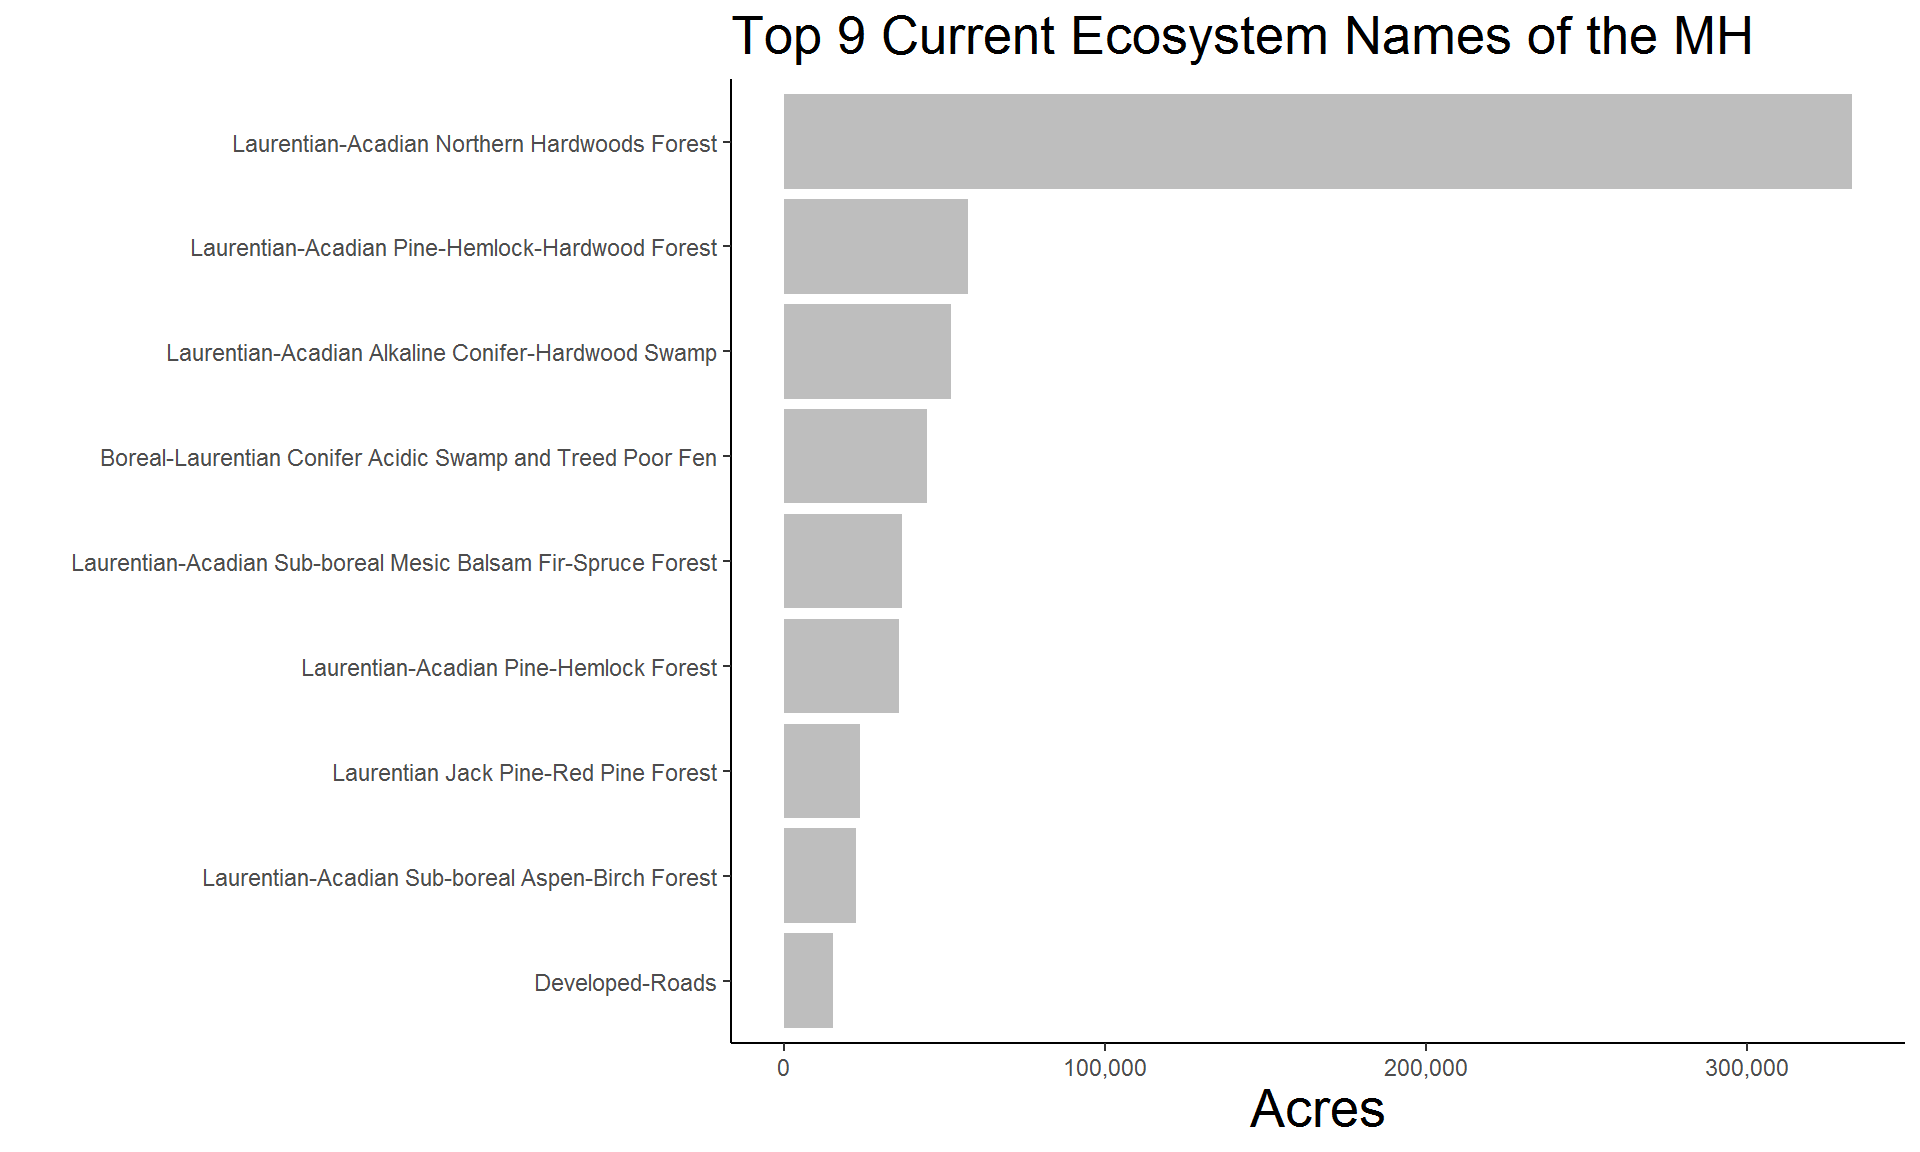 Top 9 Current Ecosystem Names of the MH
Laurentian-Acadian Northern Hardwoods Forest
Laurentian-Acadian Pine-Hemlock-Hardwood Forest
Laurentian-Acadian Alkaline Conifer-Hardwood Swamp
Boreal-Laurentian Conifer Acidic Swamp and Treed Poor Fen
Laurentian-Acadian Sub-boreal Mesic Balsam Fir-Spruce Forest
Laurentian-Acadian Pine-Hemlock Forest
Laurentian Jack Pine-Red Pine Forest
Laurentian-Acadian Sub-boreal Aspen-Birch Forest
Developed-Roads
0 100,000 200,000 300,000
Acres